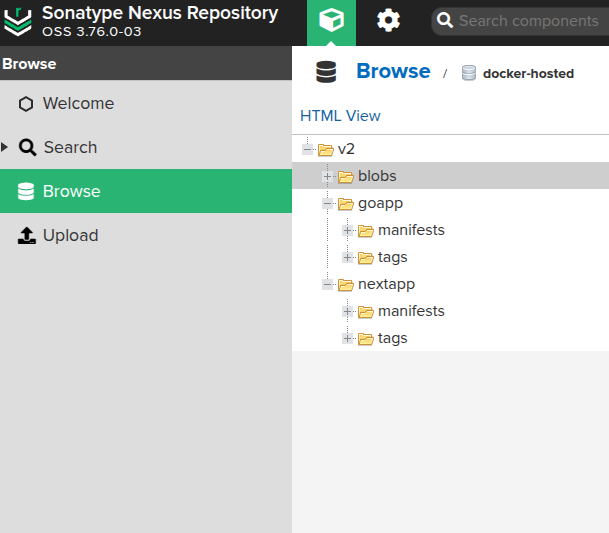 Sonatype Nexus Repository
OSS 3.76.0-03
Search components
Browse
Welcome
Search
Browse
Upload
Browse / docker-hosted
HTML View
v2
blobs
goapp
manifests
tags
nextapp
manifests
tags